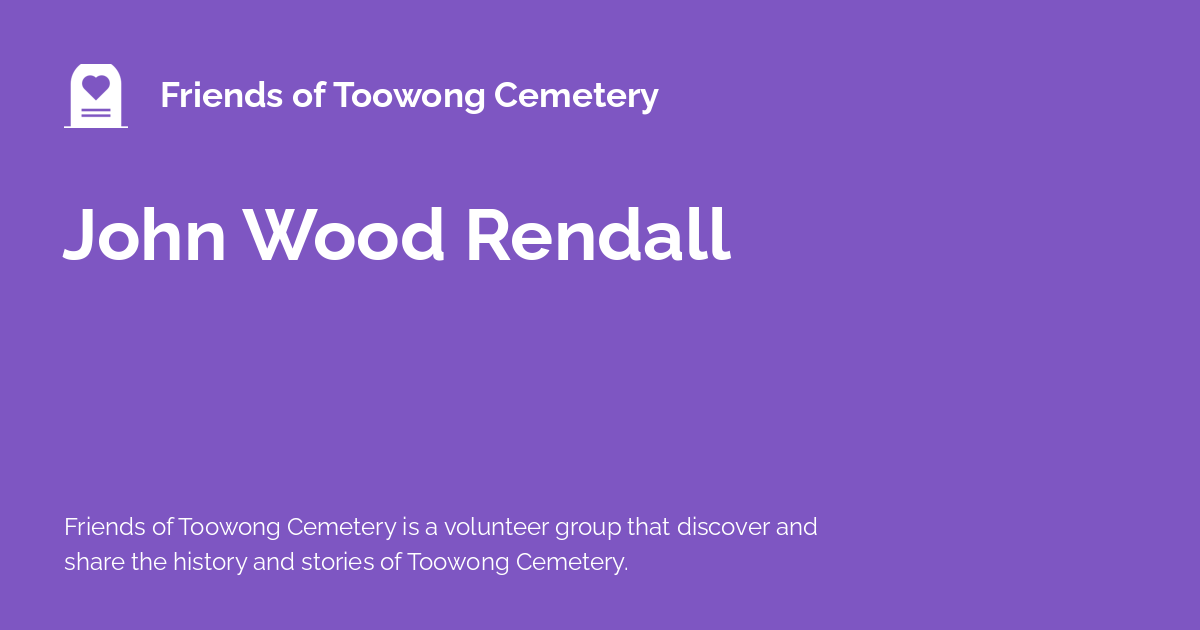 Friends of Toowong Cemetery
John Wood Rendall
Friends of Toowong Cemetery is a volunteer group that discover and
share the history and stories of Toowong Cemetery.